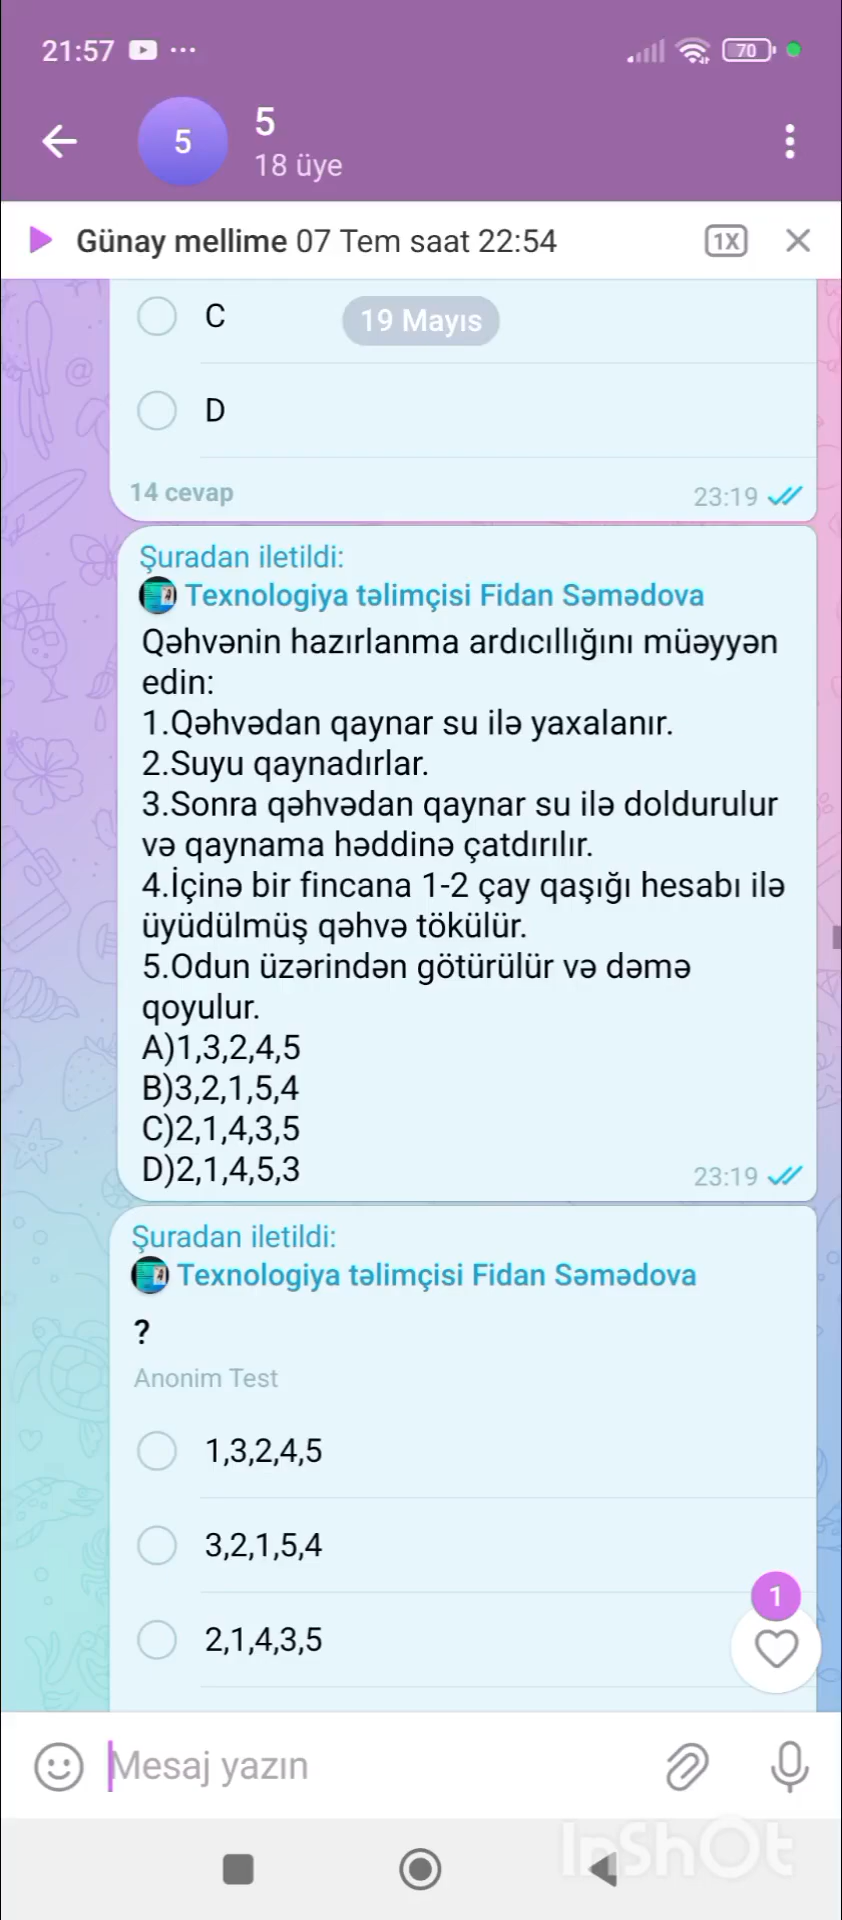 21:57
70
5
5
18 üye
Günay mellime 07 Tem saat 22:54
1X
C
19 Mayıs
D
14 cevap
23:19
Şuradan iletildi:
Texnologiya təlimçisi Fidan Səmədova
Qəhvənin hazırlanma ardıcıllığını müəyyən
edin:
1.Qəhvədan qaynar su ilə yaxalanır.
2.Suyu qaynadırlar.
3.Sonra qəhvədan qaynar su ilə doldurulur
və qaynama həddinə çatdırılır.
4.İçinə bir fincana 1-2 çay qaşığı hesabı ilə
üyüdülmüş qəhvə tökülür.
5.Odun üzərindən götürülür və dəmə
qoyulur.
A)1,3,2,4,5
B)3,2,1,5,4
C)2,1,4,3,5
D)2,1,4,5,3
23:19
Şuradan iletildi:
Texnologiya təlimçisi Fidan Səmədova
?
Anonim Test
1,3,2,4,5
3,2,1,5,4
1
2,1,4,3,5
Mesaj yazın
InShOt